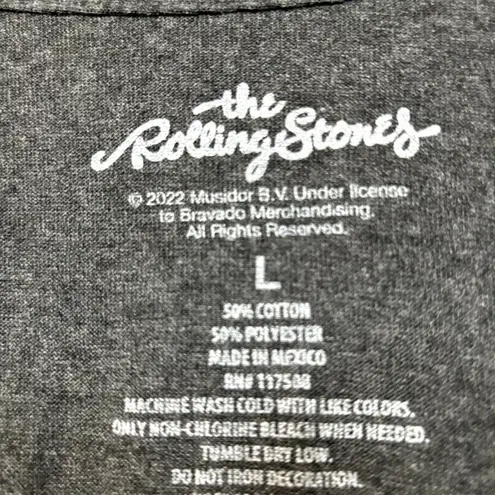 the
Rolling Stones
© 2022 Musidor B.V. Under license
to Bravado Merchandising.
All Rights Reserved.
L
50% COTTON
50% POLYESTER
MADE IN MEXICO
RN# 117508
MACHINE WASH COLD WITH LIKE COLORS.
ONLY NON-CHLORINE BLEACH WHEN NEEDED.
TUMBLE DRY LOW.
DO NOT IRON DECORATION.